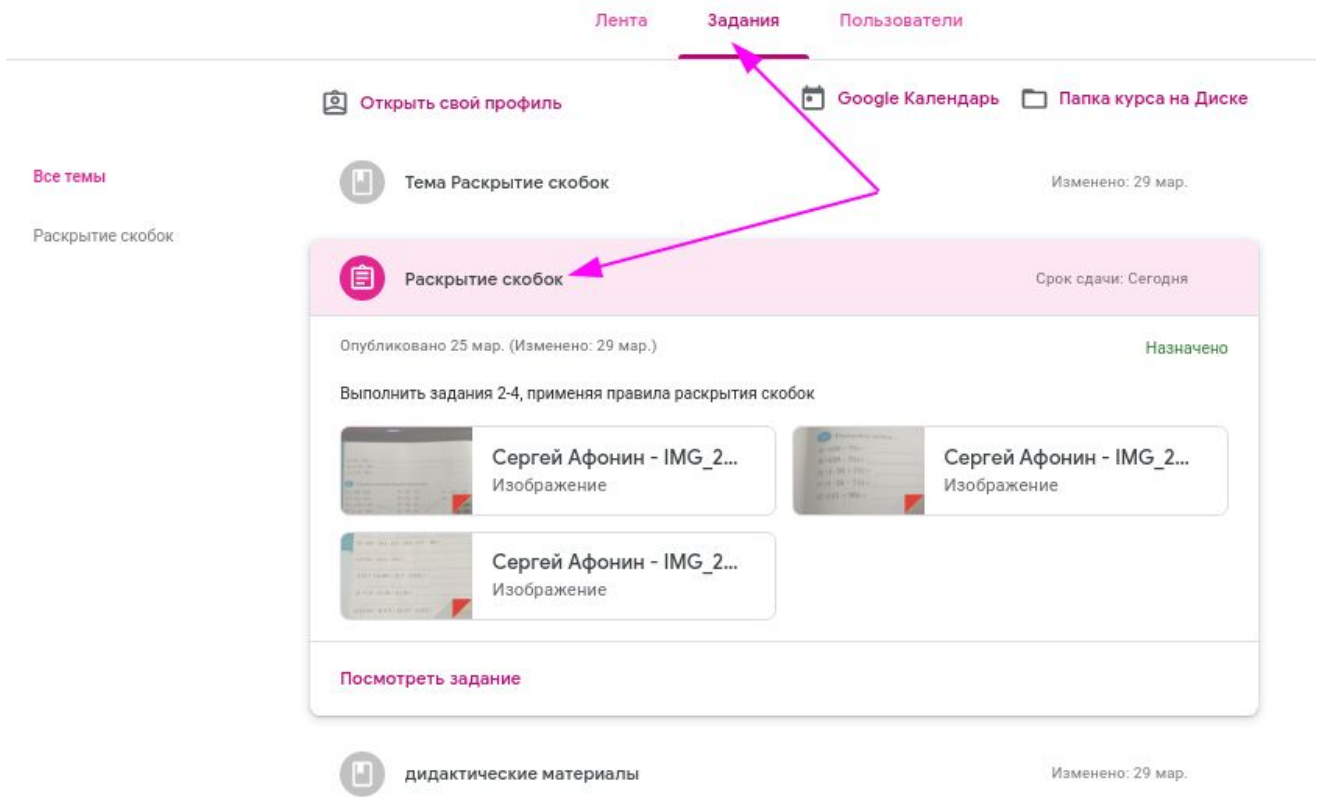 Лента Задания Пользователи
Открыть свой профиль Google Календарь Папка курса на Диске
Все темы
Раскрытие скобок
Тема Раскрытие скобок Изменено: 29 мар.
Раскрытие скобок Срок сдачи: Сегодня
Опубликовано 25 мар. (Изменено: 29 мар.) Назначено
Выполнить задания 2-4, применяя правила раскрытия скобок
Сергей Афонин - IMG_2...
Изображение
Сергей Афонин - IMG_2...
Изображение
Сергей Афонин - IMG_2...
Изображение
Посмотреть задание
дидактические материалы Изменено: 29 мар.